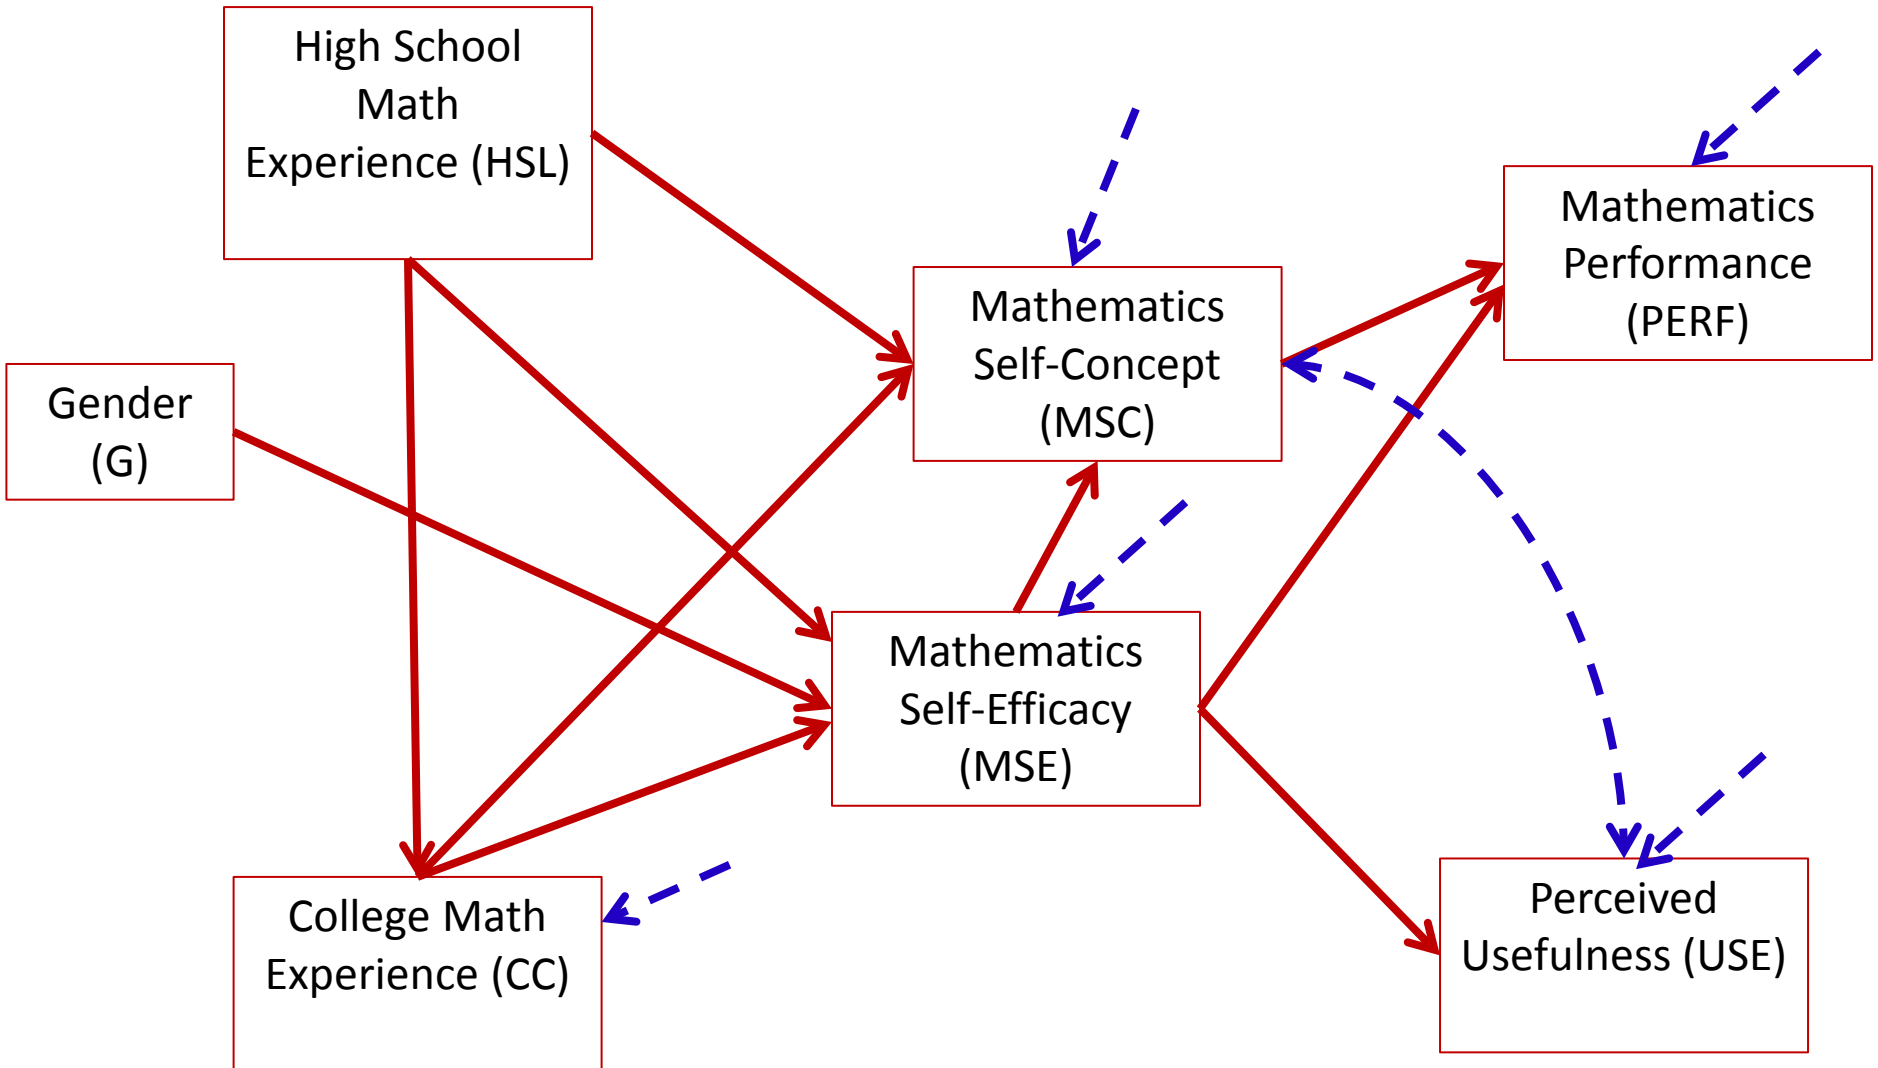 High School
Math
Experience (HSL)
Gender
(G)
College Math
Experience (CC)
Mathematics
Self-Concept
(MSC)
Mathematics
Self-Efficacy
(MSE)
Mathematics
Performance
(PERF)
Perceived
Usefulness (USE)